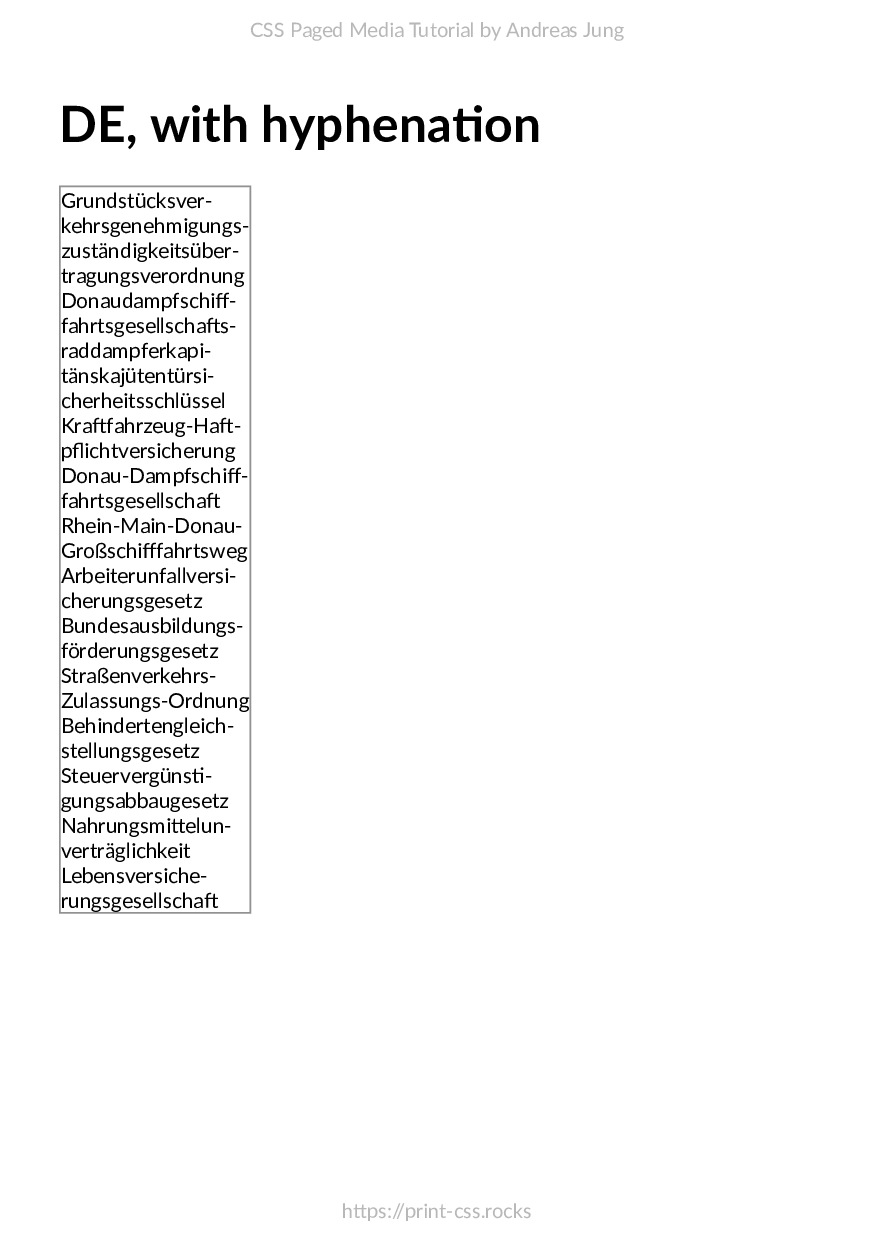 CSS Paged Media Tutorial by Andreas Jung
DE, with hyphenation
Grundstücksver-
kehrsgenehmigungs-
zuständigkeitsüber-
tragungsverordnung
Donaudampfschiff-
fahrtsgesellschafts-
raddampferkapi-
tänskajütentürsi-
cherheitsschlüssel
Kraftfahrzeug-Haft-
pflichtversicherung
Donau-Dampfschiff-
fahrtsgesellschaft
Rhein-Main-Donau-
Großschifffahrtsweg
Arbeiterunfallversi-
cherungsgesetz
Bundesausbildungs-
förderungsgesetz
Straßenverkehrs-
Zulassungs-Ordnung
Behindertengleich-
stellungsgesetz
Steuervergünsti-
gungsabbaugesetz
Nahrungsmittelun-
verträglichkeit
Lebensversiche-
rungsgesellschaft
https://print-css.rocks